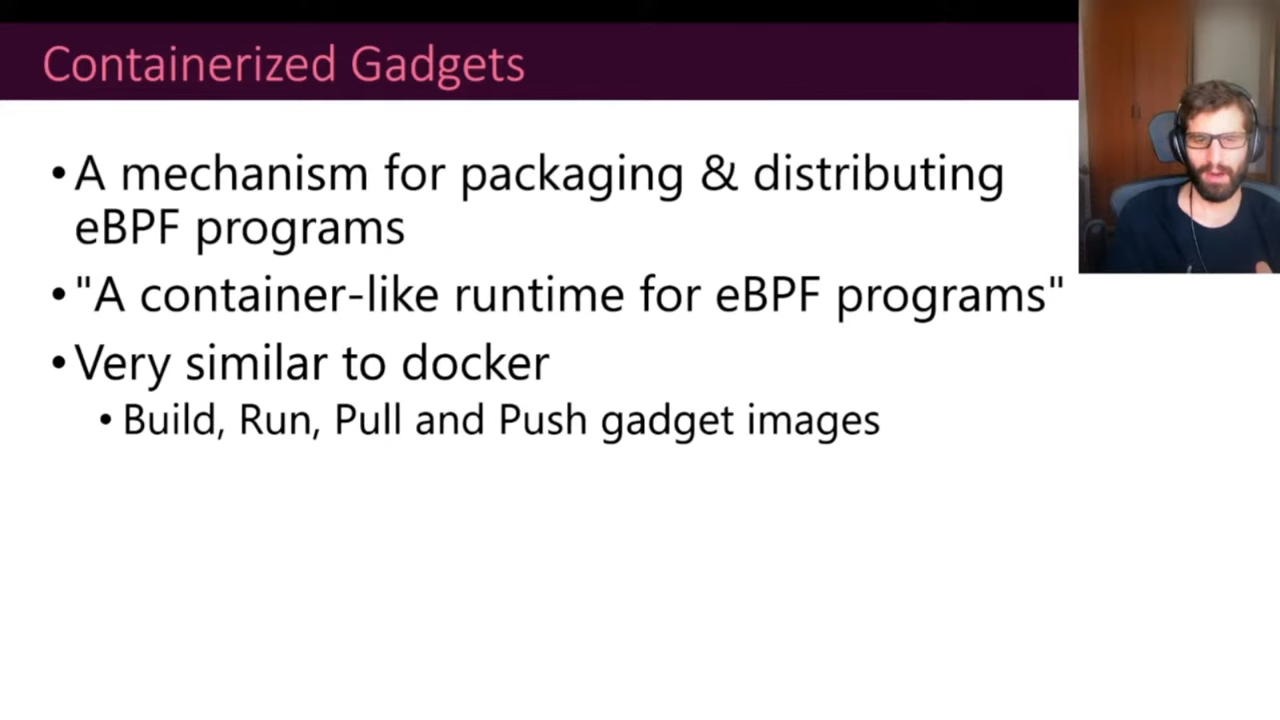 Containerized Gadgets
•A mechanism for packaging & distributing
eBPF programs
•"A container-like runtime for eBPF programs"
•Very similar to docker
•Build, Run, Pull and Push gadget images